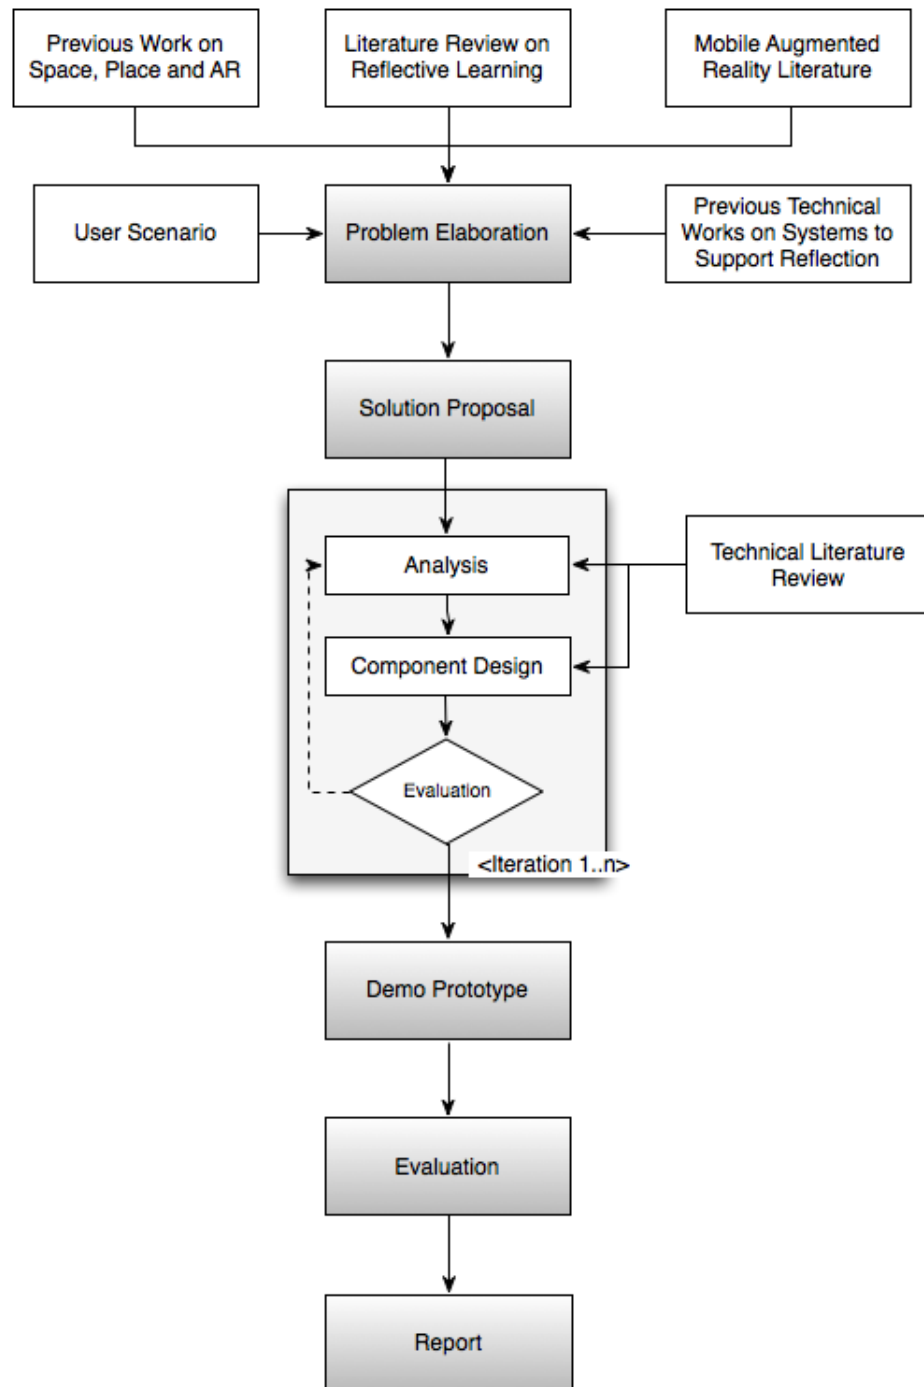 Previous Work on
Space, Place and AR
Literature Review on
Reflective Learning
Mobile Augmented
Reality Literature
User Scenario
Problem Elaboration
Previous Technical
Works on Systems to
Support Reflection
Solution Proposal
Analysis
Technical Literature
Review
Component Design
Evaluation
<Iteration 1..n>
Demo Prototype
Evaluation
Report